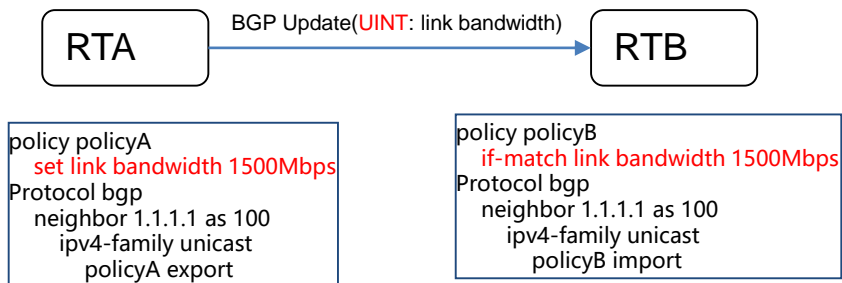 BGP Update(UINT: link bandwidth)
RTA
RTB
policy policyA
set link bandwidth 1500Mbps
Protocol bgp
neighbor 1.1.1.1 as 100
ipv4-family unicast
policyA export
policy policyB
if-match link bandwidth 1500Mbps
Protocol bgp
neighbor 1.1.1.1 as 100
ipv4-family unicast
policyB import